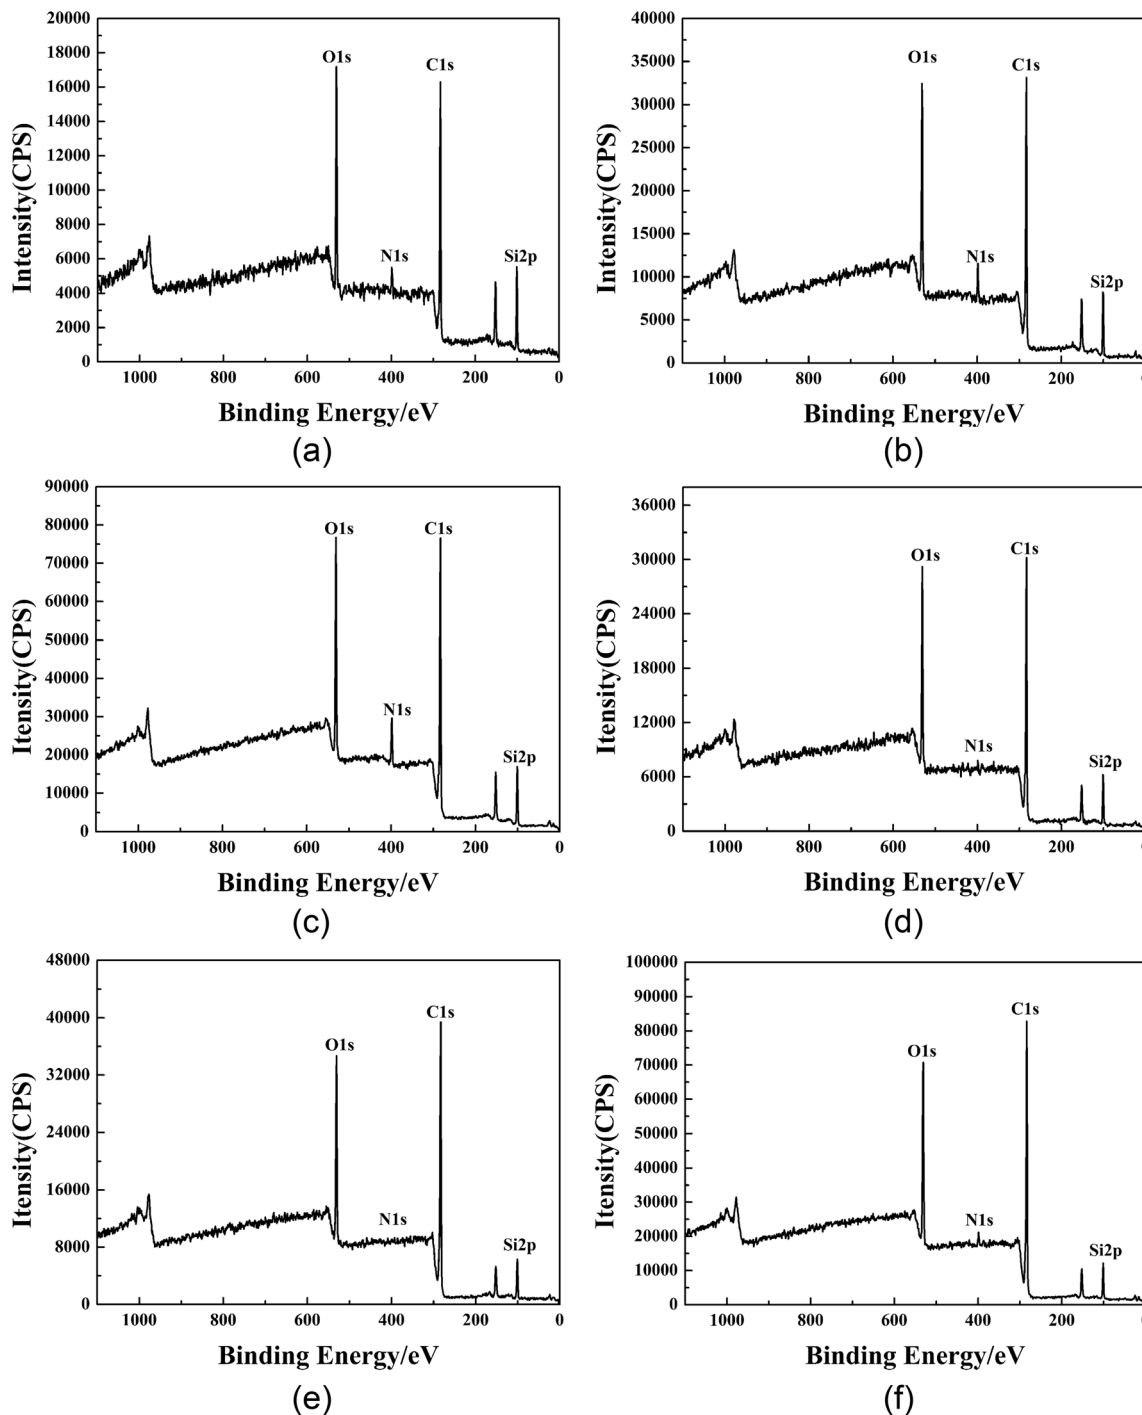 20000
18000
16000
14000
12000
10000
8000
6000
4000
2000
0
Intensity(CPS)
O1s
C1s
N1s
Si2p
1000 800 600 400 200 0
Binding Energy/eV
(a)
40000
35000
30000
25000
20000
15000
10000
5000
0
Intensity(CPS)
O1s
C1s
N1s
Si2p
1000 800 600 400 200
Binding Energy/eV
(b)
90000
80000
70000
60000
50000
40000
30000
20000
10000
0
Itensity(CPS)
O1s
C1s
N1s
Si2p
1000 800 600 400 200 0
Binding Energy/eV
(c)
36000
30000
24000
18000
12000
6000
0
Itensity(CPS)
C1s
O1s
N1s
Si2p
1000 800 600 400 200
Binding Energy/eV
(d)
48000
40000
32000
24000
16000
8000
0
Itensity(CPS)
C1s
O1s
N1s
Si2p
1000 800 600 400 200 0
Binding Energy/eV
(e)
100000
90000
80000
70000
60000
50000
40000
30000
20000
10000
0
Itensity(CPS)
C1s
O1s
N1s
Si2p
1000 800 600 400 200
Binding Energy/eV
(f)